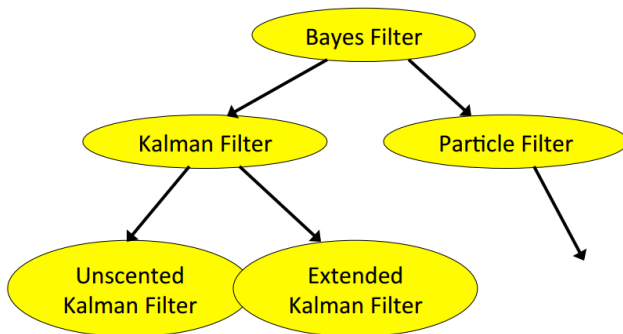 Bayes Filter
Kalman Filter
Particle Filter
Unscented
Kalman Filter
Extended
Kalman Filter